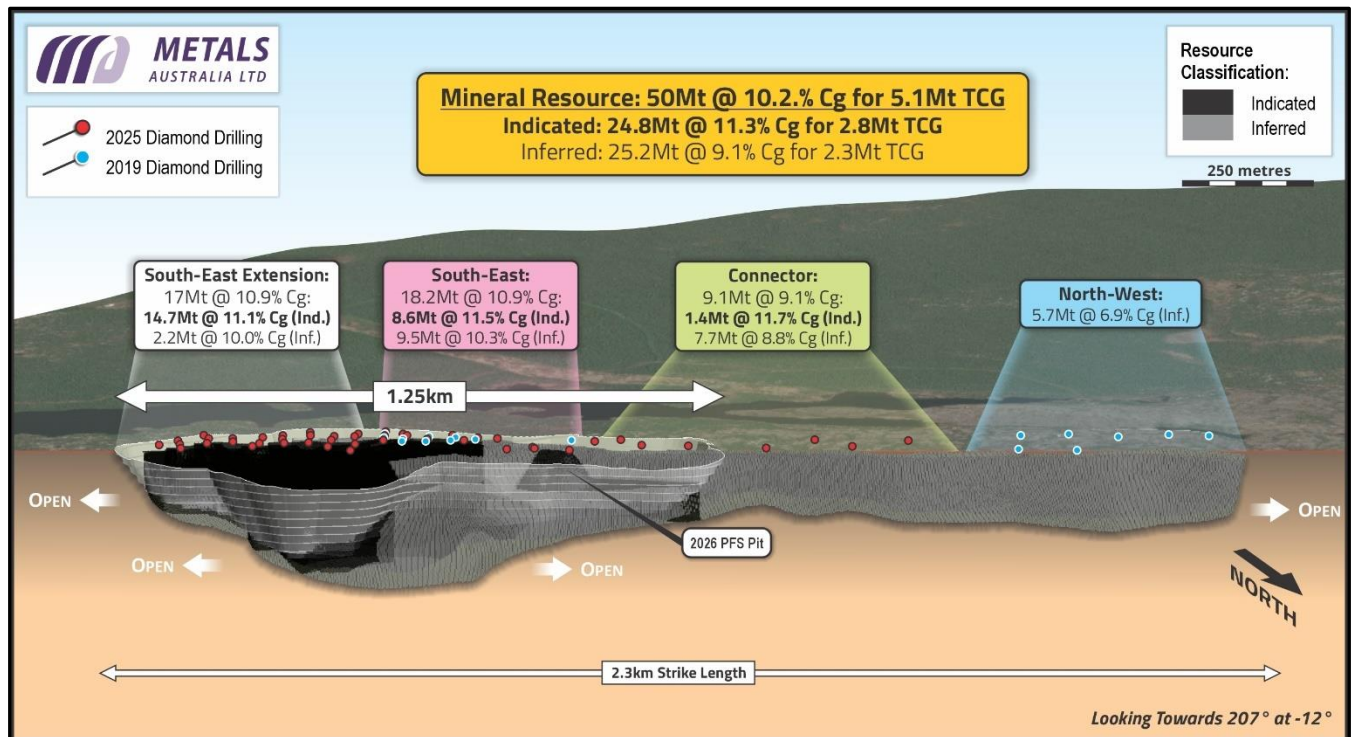 METALS
AUSTRALIA LTD
2025 Diamond Drilling
2019 Diamond Drilling
Mineral Resource: 50Mt @ 10.2.% Cg for 5.1Mt TCG
Indicated: 24.8Mt @ 11.3% Cg for 2.8Mt TCG
Inferred: 25.2Mt @ 9.1% Cg for 2.3Mt TCG
Resource
Classification:
Indicated
Inferred
250 metres
South-East Extension:
17Mt @ 10.9% Cg:
14.7Mt @ 11.1% Cg (Ind.)
2.2Mt @ 10.0% Cg (Inf.)
South-East:
18.2Mt @ 10.9% Cg:
8.6Mt @ 11.5% Cg (Ind.)
9.5Mt @ 10.3% Cg (Inf.)
Connector:
9.1Mt @ 9.1% Cg:
1.4Mt @ 11.7% Cg (Ind.)
7.7Mt @ 8.8% Cg (Inf.)
North-West:
5.7Mt @ 6.9% Cg (Inf.)
1.25km
OPEN
OPEN
OPEN
OPEN
2026 PFS Pit
NORTH
2.3km Strike Length
Looking Towards 207° at -12°